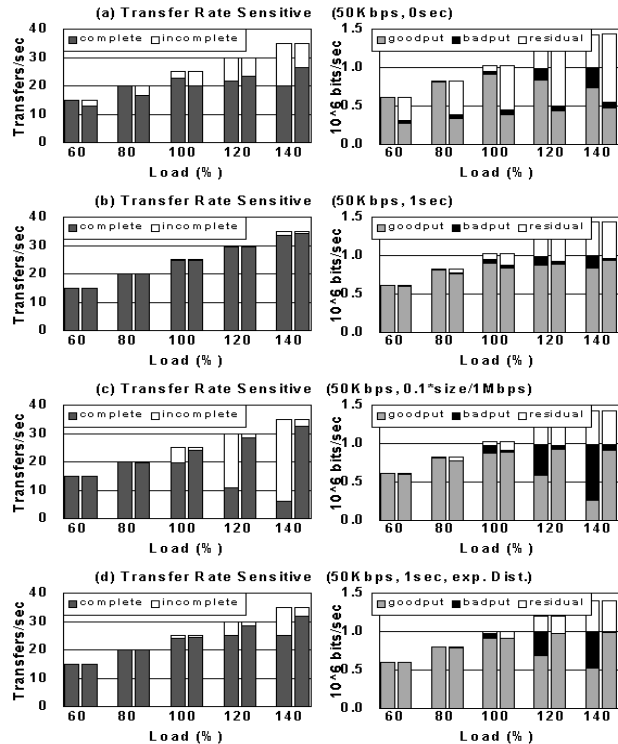 (a) Transfer Rate Sensitive (50Kbps, 0sec)
Transfers/sec
40
30
20
10
0
complete incomplete
60 80 100 120 140
Load (%)
10^6 bits/sec
1.5
1.0
0.5
0.0
goodput badput residual
60 80 100 120 140
Load (%)
(b) Transfer Rate Sensitive (50Kbps, 1sec)
Transfers/sec
40
30
20
10
0
complete incomplete
60 80 100 120 140
Load (%)
10^6 bits/sec
1.5
1.0
0.5
0.0
goodput badput residual
60 80 100 120 140
Load (%)
(c) Transfer Rate Sensitive (50Kbps, 0.1*size/1Mbps)
Transfers/sec
40
30
20
10
0
complete incomplete
60 80 100 120 140
Load (%)
10^6 bits/sec
1.5
1.0
0.5
0.0
goodput badput residual
60 80 100 120 140
Load (%)
(d) Transfer Rate Sensitive (50Kbps, 1sec, exp. Dist.)
Transfers/sec
40
30
20
10
0
complete incomplete
60 80 100 120 140
Load (%)
10^6 bits/sec
1.5
1.0
0.5
0.0
goodput badput residual
60 80 100 120 140
Load (%)